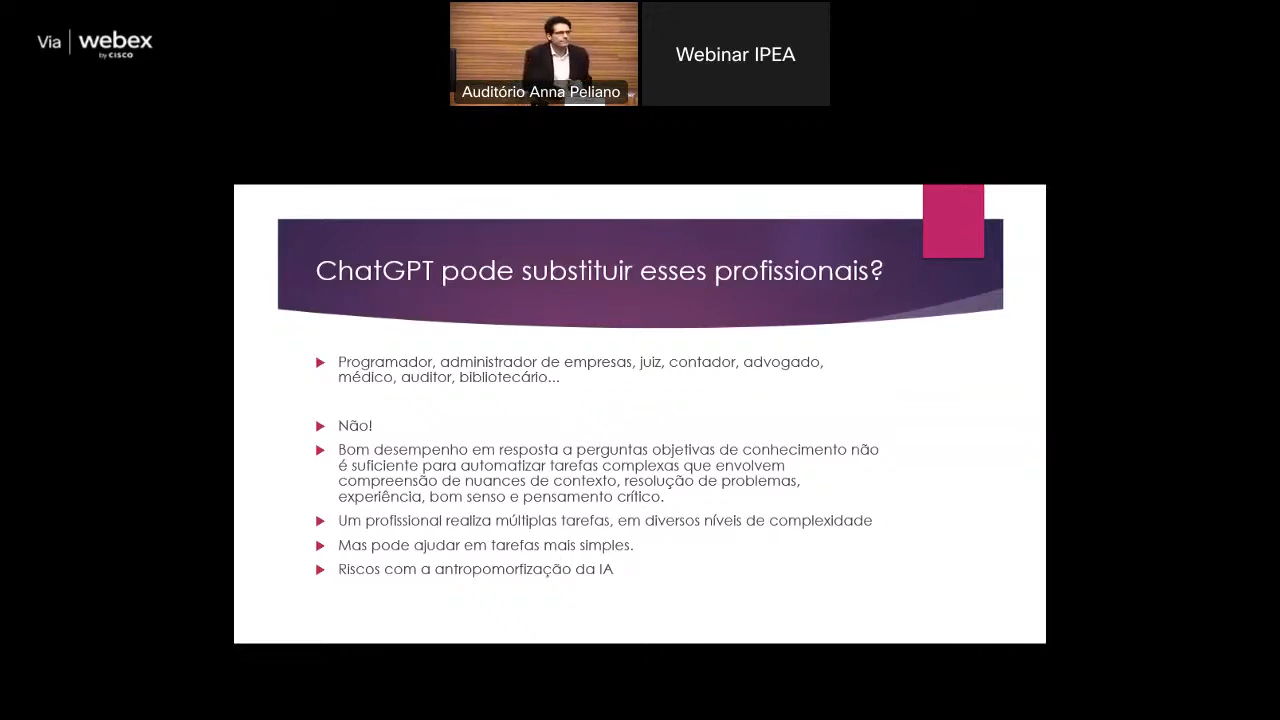 Via webex
by CISCO
Auditório Anna Peliano
Webinar IPEA
ChatGPT pode substituir esses profissionais?
Programador, administrador de empresas, juiz, contador, advogado,
médico, auditor, bibliotecário...
Não!
Bom desempenho em resposta a perguntas objetivas de conhecimento não
é suficiente para automatizar tarefas complexas que envolvem
compreensão de nuances de contexto, resolução de problemas,
experiência, bom senso e pensamento crítico.
Um profissional realiza múltiplas tarefas, em diversos níveis de complexidade
Mas pode ajudar em tarefas mais simples.
Riscos com a antropomorfização da IA